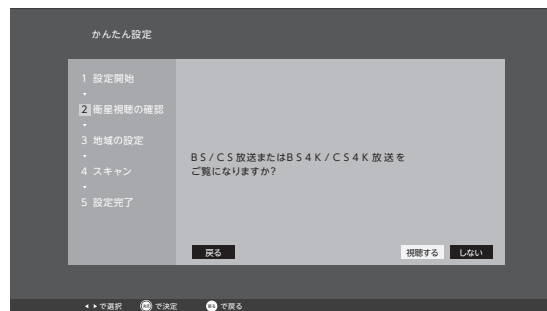 かんたん設定
1 設定開始
2 衛星視聴の確認
3 地域の設定
4 スキャン
5 設定完了
BS/CS放送またはBS4K/CS4K放送を
ご覧になりますか?
戻る 視聴する しない
で選択 決定 で決定 戻る で戻る